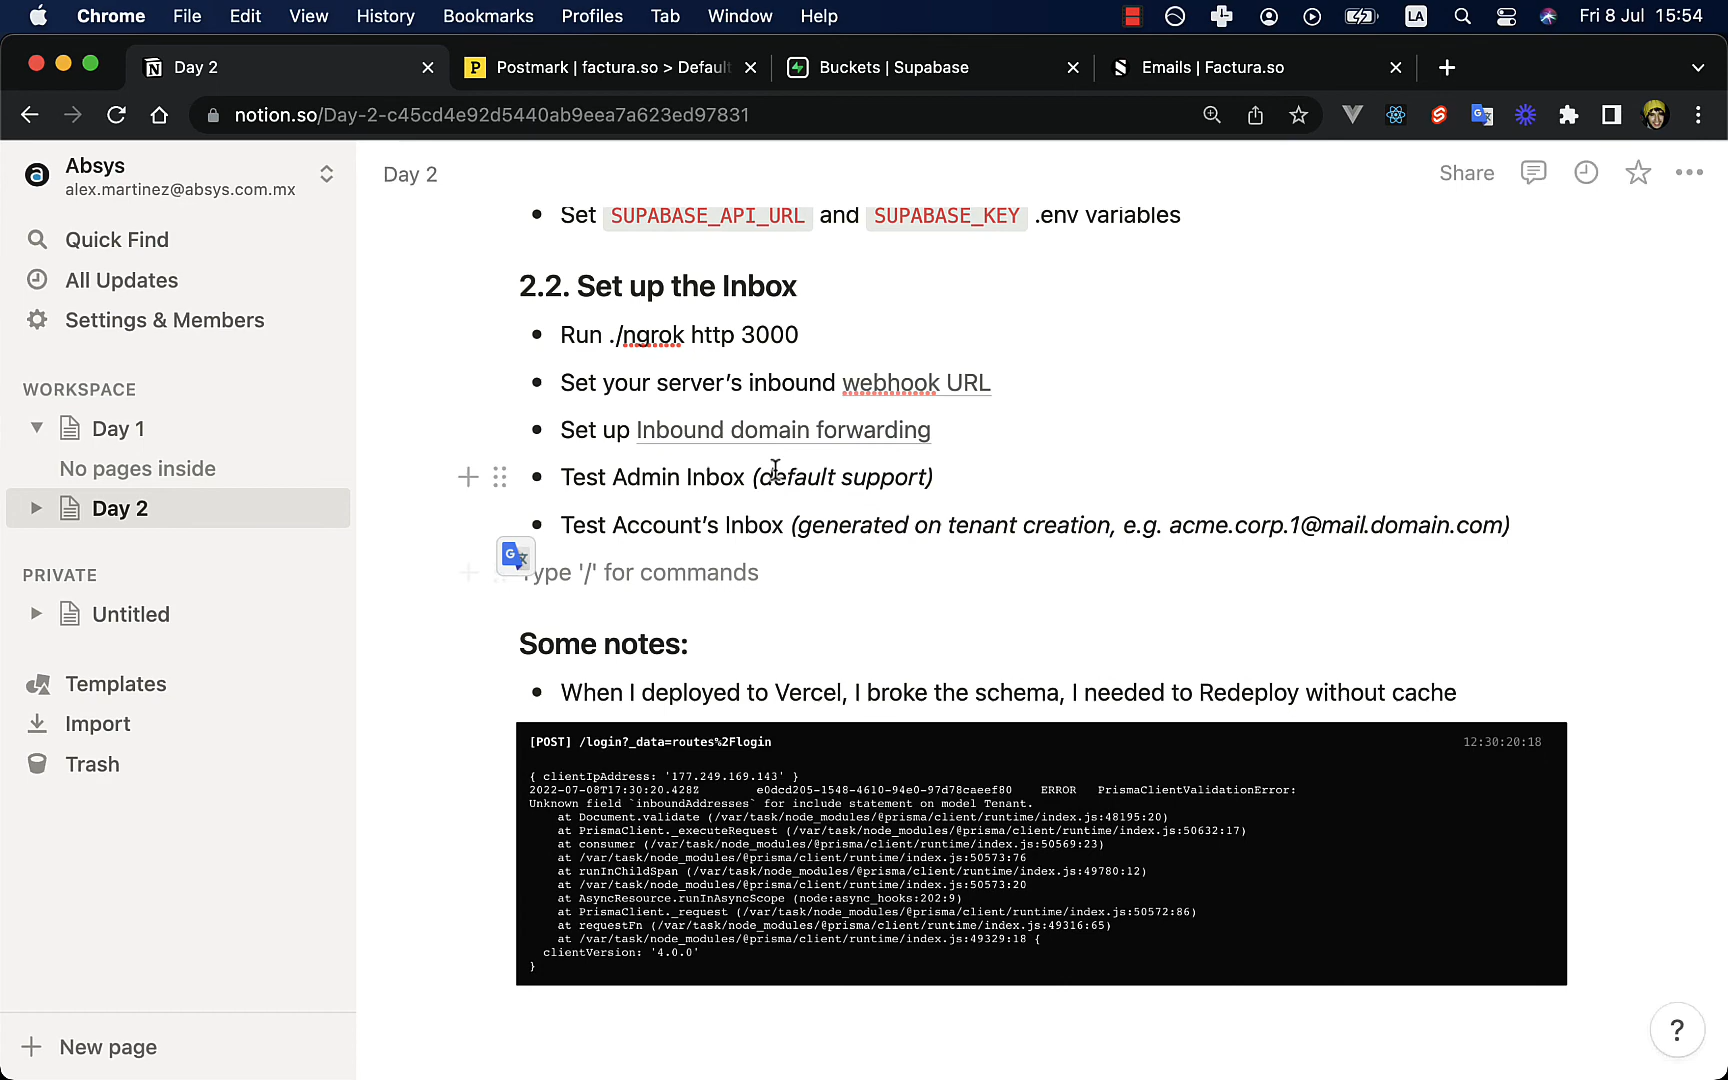 Chrome File Edit View History Bookmarks Profiles Tab Window Help LA Fri 8 Jul 15:54
Day 2 Postmark | factura.so > Default Buckets | Supabase Emails | Factura.so
notion.so/Day-2-c45cd4e92d5440ab9eea7a623ed97831
Absys
alex.martinez@absys.com.mx
Quick Find
All Updates
Settings & Members
WORKSPACE
Day 1
No pages inside
Day 2
PRIVATE
Untitled
Templates
Import
Trash
New page
Day 2 Share
Set SUPABASE_API_URL and SUPABASE_KEY .env variables
2.2. Set up the Inbox
Run ./ngrok http 3000
Set your server’s inbound webhook URL
Set up Inbound domain forwarding
Test Admin Inbox (default support)
Test Account’s Inbox (generated on tenant creation, e.g. acme.corp.1@mail.domain.com)
Type '/' for commands
Some notes:
When I deployed to Vercel, I broke the schema, I needed to Redeploy without cache
[POST] /login?_data=routes%2Flogin 12:30:20:18
{ clientIpAddress: '177.249.169.143' }
2022-07-08T17:30:20.428Z e0dcd205-1548-4610-94e0-97d78caeef80 ERROR PrismaClientValidationError:
Unknown field `inboundAddresses` for include statement on model Tenant.
at Document.validate (/var/task/node_modules/@prisma/client/runtime/index.js:48195:20)
at PrismaClient._executeRequest (/var/task/node_modules/@prisma/client/runtime/index.js:50632:17)
at consumer (/var/task/node_modules/@prisma/client/runtime/index.js:50569:23)
at /var/task/node_modules/@prisma/client/runtime/index.js:50573:76
at runInChildSpan (/var/task/node_modules/@prisma/client/runtime/index.js:49780:12)
at /var/task/node_modules/@prisma/client/runtime/index.js:50573:20
at AsyncResource.runInAsyncScope (node:async_hooks:202:9)
at PrismaClient._request (/var/task/node_modules/@prisma/client/runtime/index.js:50572:86)
at requestFn (/var/task/node_modules/@prisma/client/runtime/index.js:49316:65)
at /var/task/node_modules/@prisma/client/runtime/index.js:49329:18 {
clientVersion: '4.0.0'
}
?